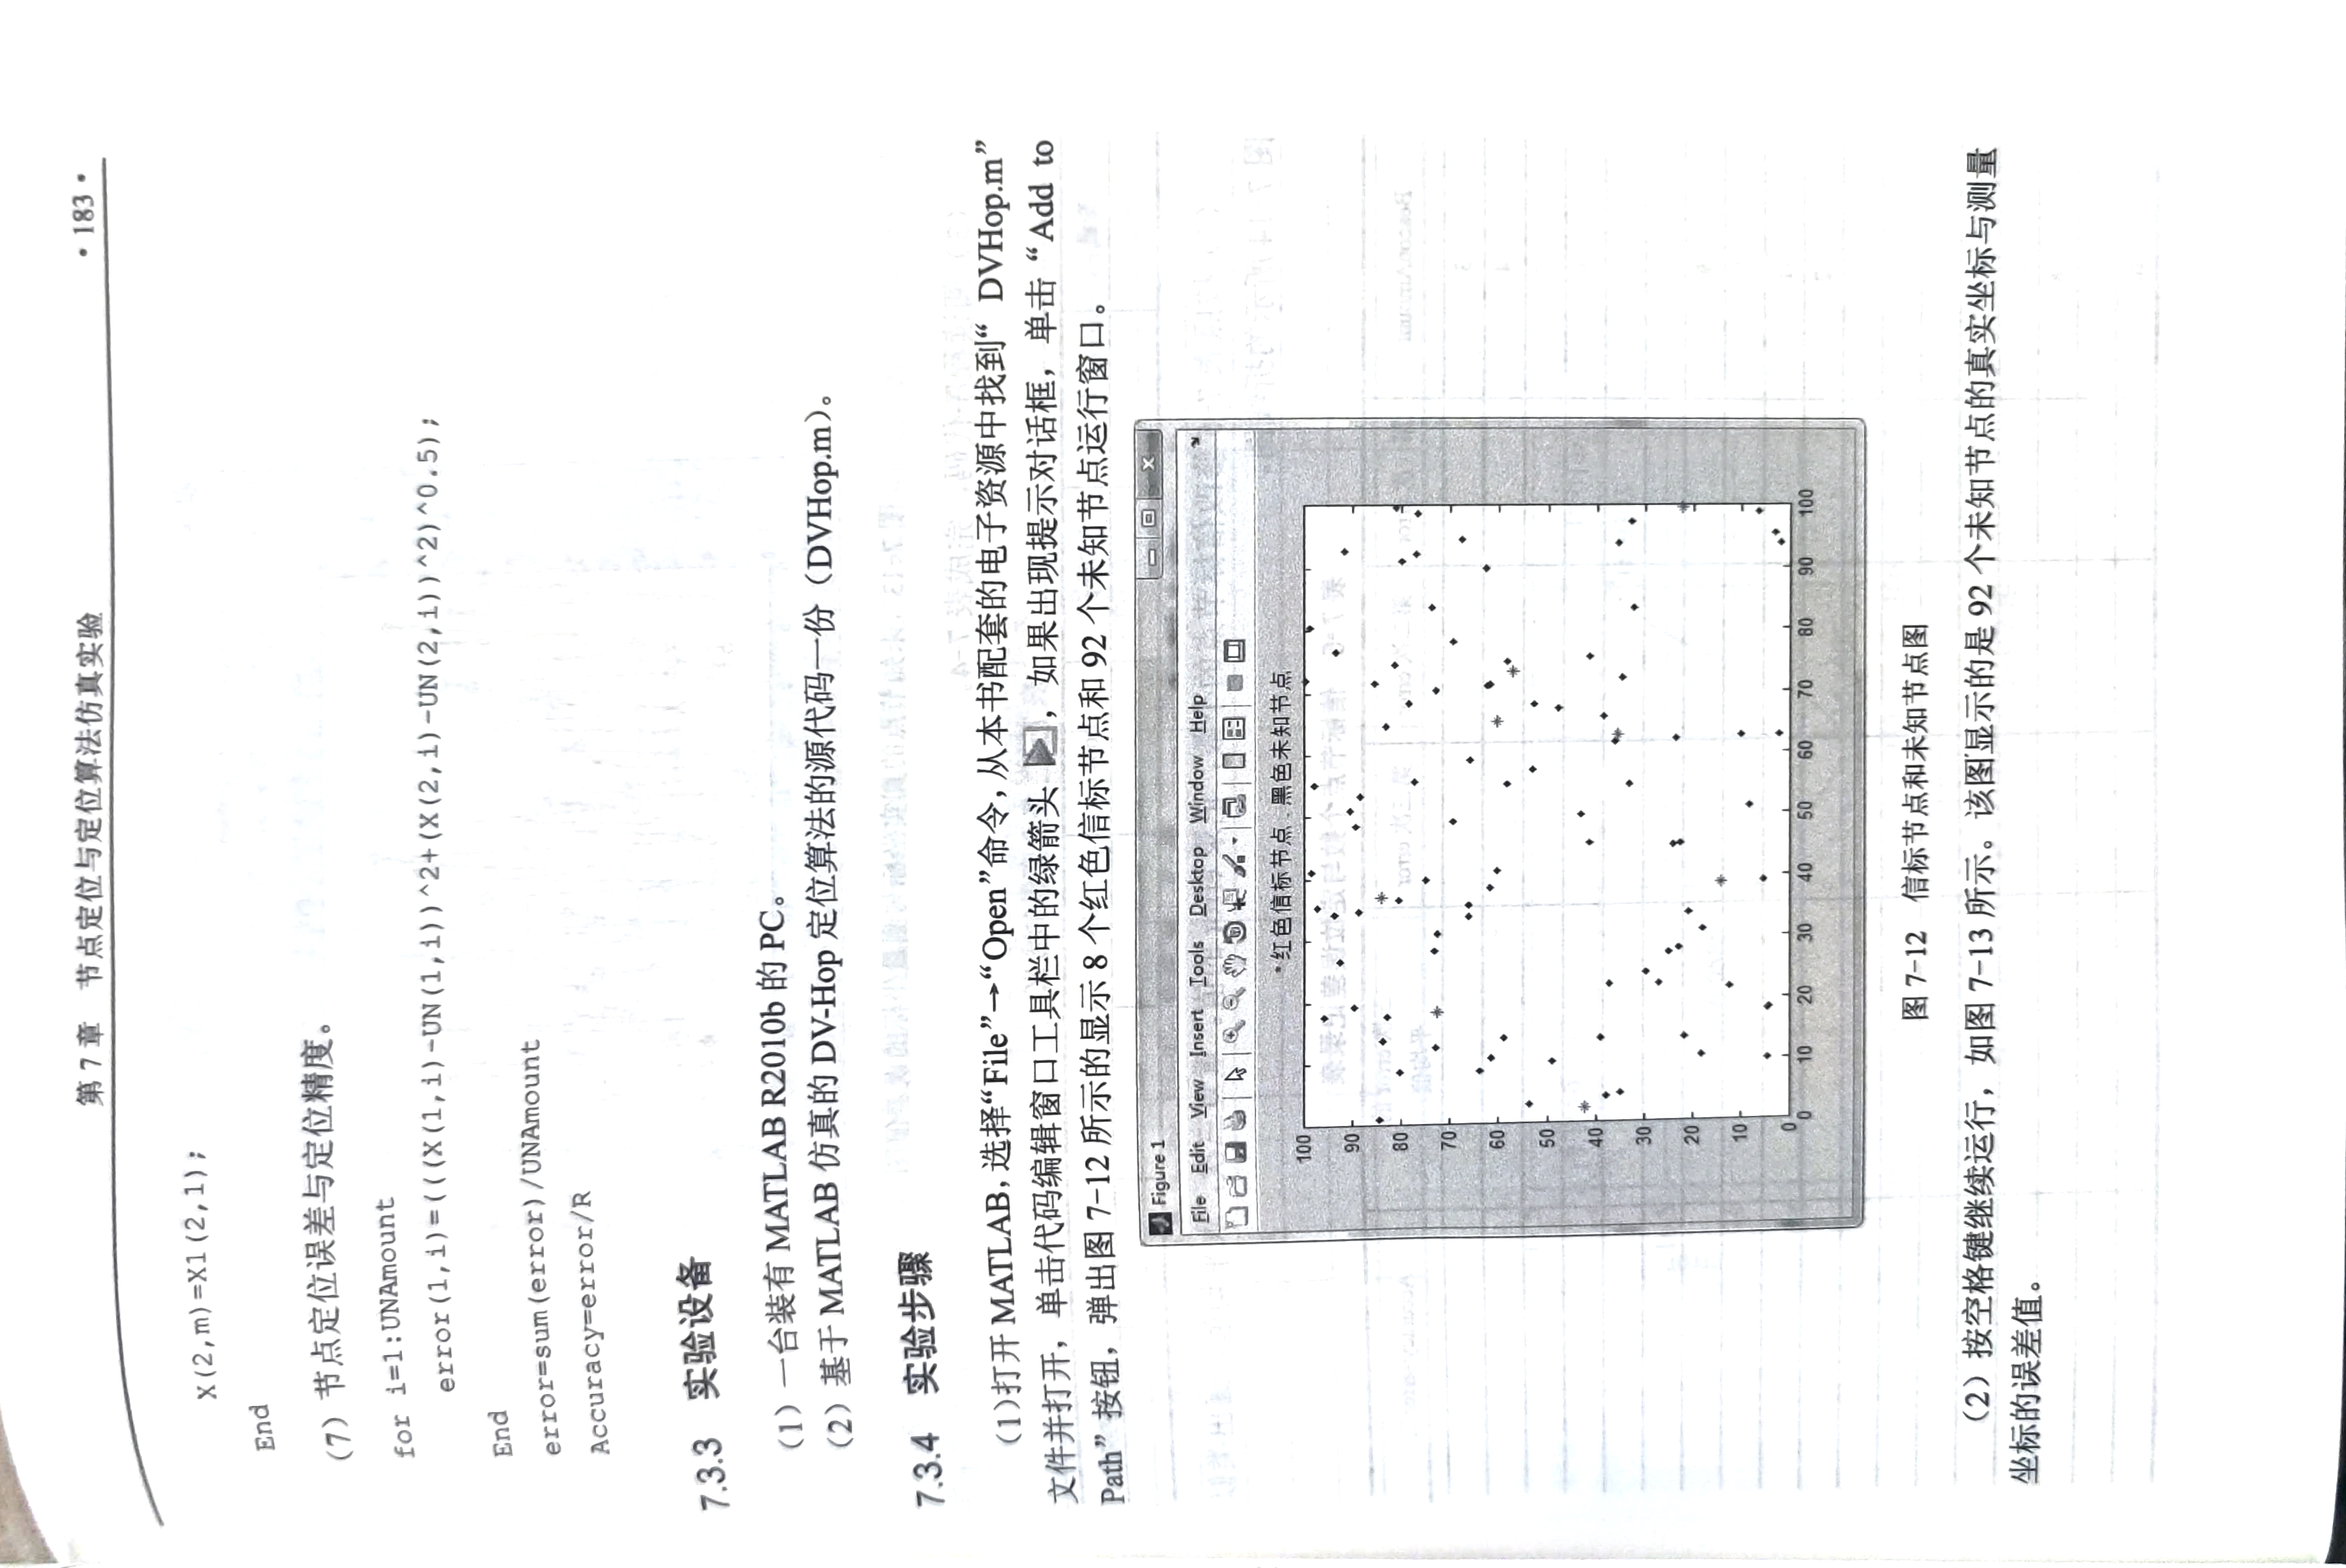 第 7 章　节点定位与定位算法仿真实验
·183·
X(2,m)=X1(2,1);
End
（7）节点定位误差与定位精度。
for i=1:UNAmount
error(1,i)=(((X(1,i)-UN(1,i))^2+(X(2,i)-UN(2,i))^2)^0.5);
End
error=sum(error)/UNAmount
Accuracy=error/R
7.3.3　实验设备
（1）一台装有 MATLAB R2010b 的 PC。
（2）基于 MATLAB 仿真的 DV-Hop 定位算法的源代码一份（DVHop.m）。
7.3.4　实验步骤
（1）打开 MATLAB，选择“File”→“Open”命令，从本书配套的电子资源中找到“ DVHop.m”
文件并打开，单击代码编辑窗口工具栏中的绿箭头 ，如果出现提示对话框，单击“Add to
Path”按钮，弹出图 7-12 所示的显示 8 个红色信标节点和 92 个未知节点运行窗口。
Figure 1
File Edit View Insert Tools Desktop Window Help
* 红色信标节点 . 黑色未知节点
100
90
80
70
60
50
40
30
20
10
0
0 10 20 30 40 50 60 70 80 90 100
图 7-12　信标节点和未知节点图
（2）按空格键继续运行，如图 7-13 所示。该图显示的是 92 个未知节点的真实坐标与测量
坐标的误差值。